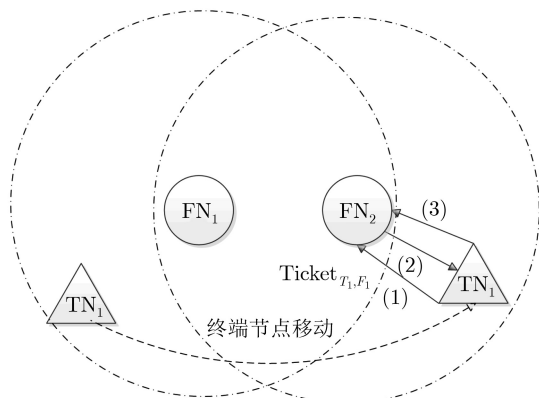 FN₁
FN₂
(3)
(2)
Ticket_{T₁,F₁}
(1)
TN₁
TN₁
终端节点移动